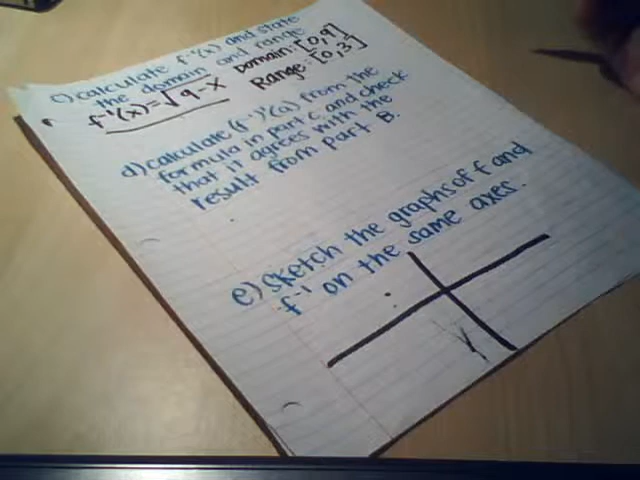 c) calculate f⁻¹(x) and state
the domain and range
f⁻¹(x)=√9-x Domain: [0,9]
Range: [0,3]
d) calculate (f⁻¹)'(a) from the
formula in part C, and check
that it agrees with the
result from Part B.
e) Sketch the graphs of f and
f⁻¹ on the same axes.